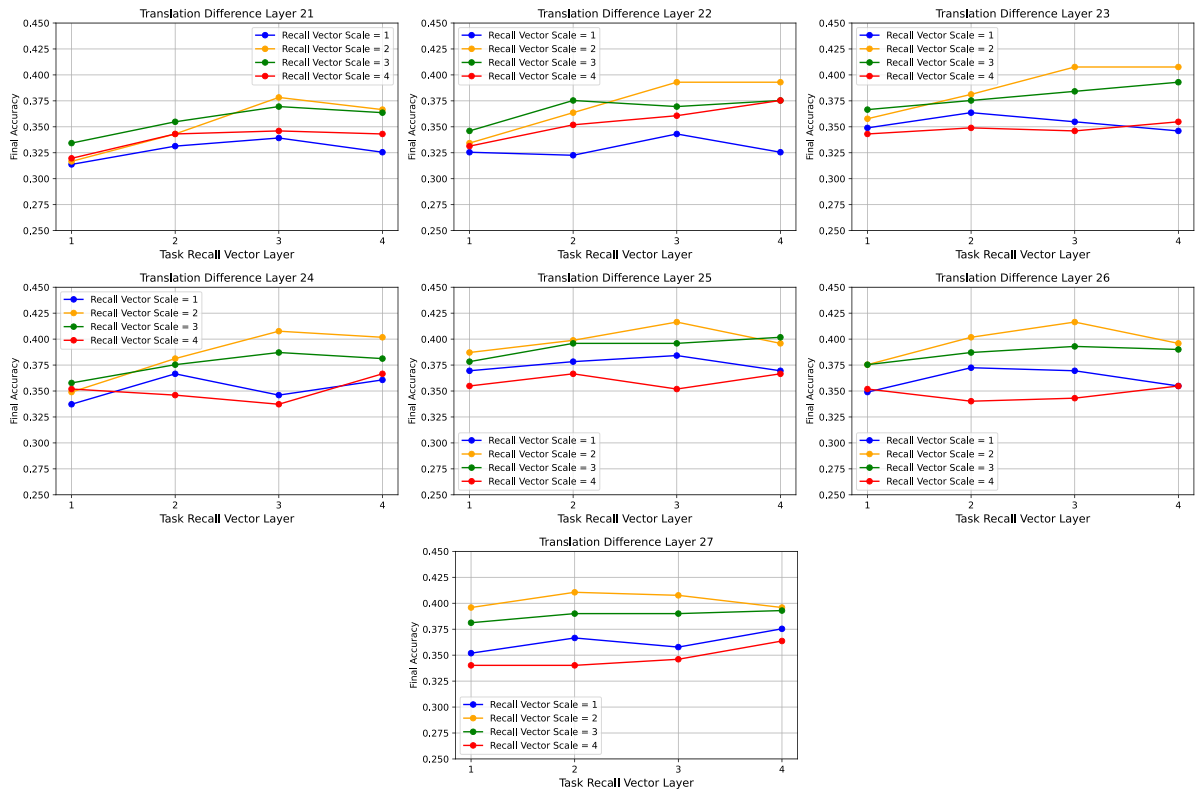 Translation Difference Layer 21
0.450
0.425
0.400
0.375
0.350
0.325
0.300
0.275
0.250
Final Accuracy
Recall Vector Scale = 1
Recall Vector Scale = 2
Recall Vector Scale = 3
Recall Vector Scale = 4
1 2 3 4
Task Recall Vector Layer
Translation Difference Layer 22
0.450
0.425
0.400
0.375
0.350
0.325
0.300
0.275
0.250
Final Accuracy
Recall Vector Scale = 1
Recall Vector Scale = 2
Recall Vector Scale = 3
Recall Vector Scale = 4
1 2 3 4
Task Recall Vector Layer
Translation Difference Layer 23
0.450
0.425
0.400
0.375
0.350
0.325
0.300
0.275
0.250
Final Accuracy
Recall Vector Scale = 1
Recall Vector Scale = 2
Recall Vector Scale = 3
Recall Vector Scale = 4
1 2 3 4
Task Recall Vector Layer
Translation Difference Layer 24
0.450
0.425
0.400
0.375
0.350
0.325
0.300
0.275
0.250
Final Accuracy
Recall Vector Scale = 1
Recall Vector Scale = 2
Recall Vector Scale = 3
Recall Vector Scale = 4
1 2 3 4
Task Recall Vector Layer
Translation Difference Layer 25
0.450
0.425
0.400
0.375
0.350
0.325
0.300
0.275
0.250
Final Accuracy
Recall Vector Scale = 1
Recall Vector Scale = 2
Recall Vector Scale = 3
Recall Vector Scale = 4
1 2 3 4
Task Recall Vector Layer
Translation Difference Layer 26
0.450
0.425
0.400
0.375
0.350
0.325
0.300
0.275
0.250
Final Accuracy
Recall Vector Scale = 1
Recall Vector Scale = 2
Recall Vector Scale = 3
Recall Vector Scale = 4
1 2 3 4
Task Recall Vector Layer
Translation Difference Layer 27
0.450
0.425
0.400
0.375
0.350
0.325
0.300
0.275
0.250
Final Accuracy
Recall Vector Scale = 1
Recall Vector Scale = 2
Recall Vector Scale = 3
Recall Vector Scale = 4
1 2 3 4
Task Recall Vector Layer